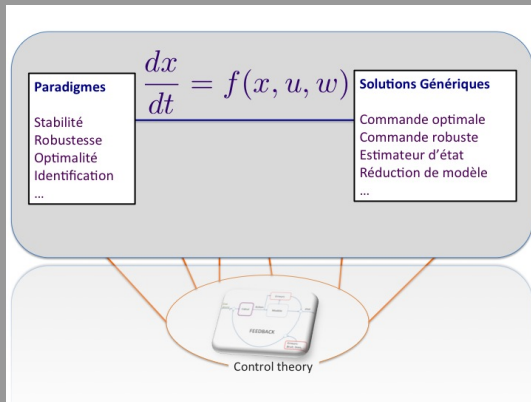 dx/dt = f(x, u, w)
Paradigmes
Stabilité
Robustesse
Optimalité
Identification
...
Solutions Génériques
Commande optimale
Commande robuste
Estimateur d'état
Réduction de modèle
...
FEEDBACK
Control theory